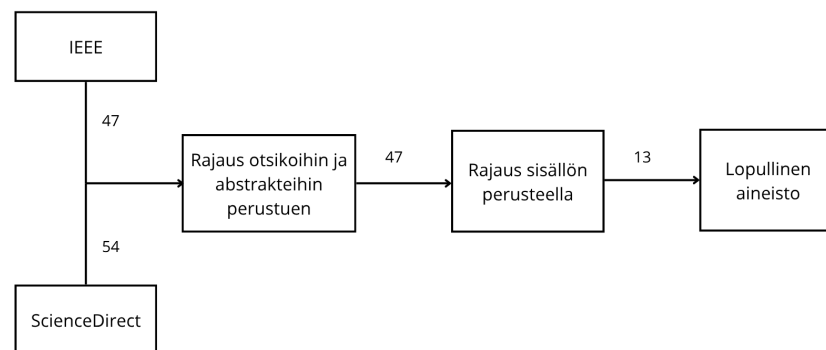 IEEE
47
Rajaus otsikoihin ja
abstrakteihin
perustuen
47
Rajaus sisällön
perusteella
13
Lopullinen
aineisto
54
ScienceDirect